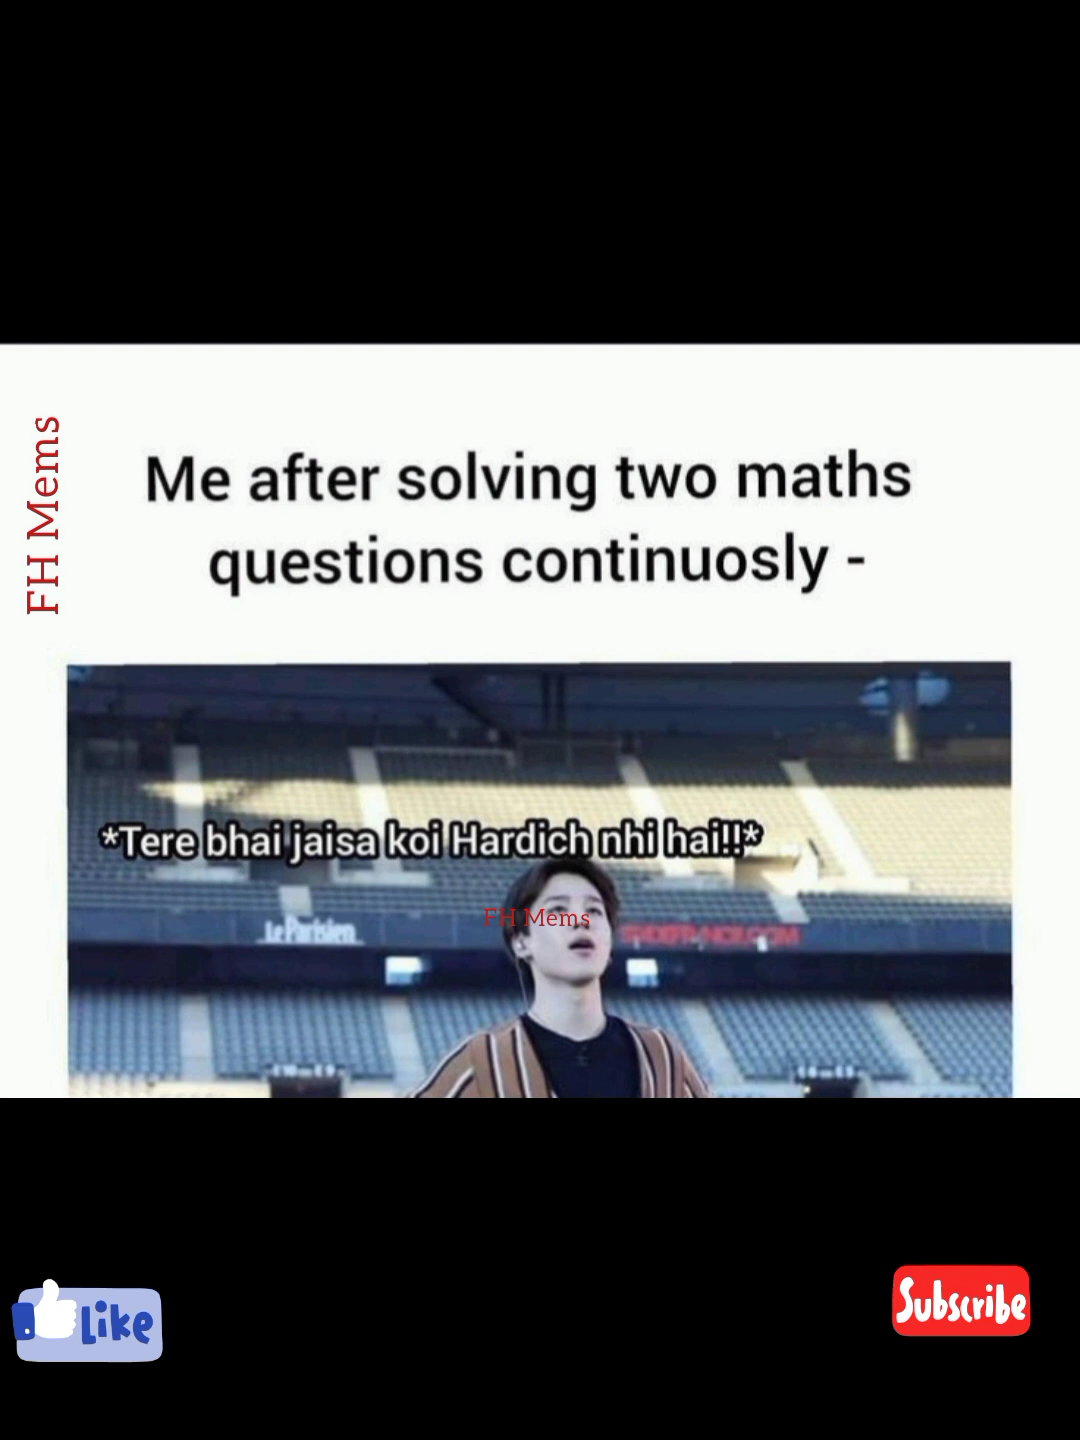 FH Mems
Me after solving two maths
questions continuosly -
*Tere bhai jaisa koi Hardich nhi hai!!*
FH Mems
Le Parisien
Like
Subscribe